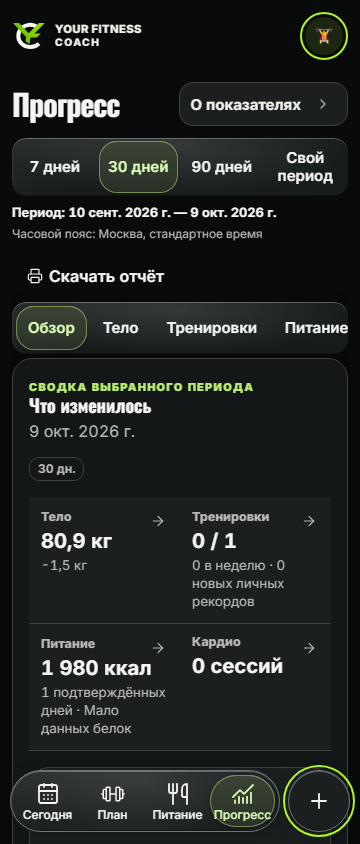 YOUR FITNESS
COACH
Прогресс
О показателях
7 дней
30 дней
90 дней
Свой
период
Период: 10 сент. 2026 г. — 9 окт. 2026 г.
Часовой пояс: Москва, стандартное время
Скачать отчёт
Обзор
Тело
Тренировки
Питание
СВОДКА ВЫБРАННОГО ПЕРИОДА
Что изменилось
9 окт. 2026 г.
30 дн.
Тело
80,9 кг
-1,5 кг
Тренировки
0 / 1
0 в неделю · 0
новых личных
рекордов
Питание
1 980 ккал
1 подтверждённых
дней · Мало
данных белок
Кардио
0 сессий
Сегодня
План
Питание
Прогресс